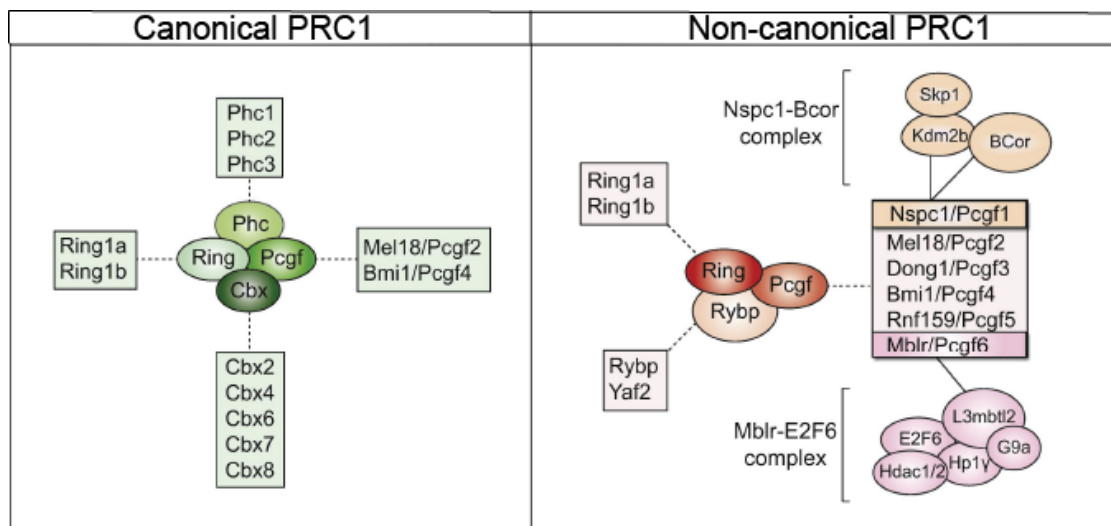 Canonical PRC1
Phc1
Phc2
Phc3
Ring1a
Ring1b
Phc
Ring
Pcgf
Cbx
Mel18/Pcgf2
Bmi1/Pcgf4
Cbx2
Cbx4
Cbx6
Cbx7
Cbx8
Non-canonical PRC1
Nspc1-Bcor
complex
Skp1
Kdm2b
BCor
Ring1a
Ring1b
Ring
Pcgf
Rybp
Rybp
Yaf2
Nspc1/Pcgf1
Mel18/Pcgf2
Dong1/Pcgf3
Bmi1/Pcgf4
Rnf159/Pcgf5
Mblr/Pcgf6
Mblr-E2F6
complex
L3mbtl2
E2F6
G9a
Hdac1/2
Hp1γ